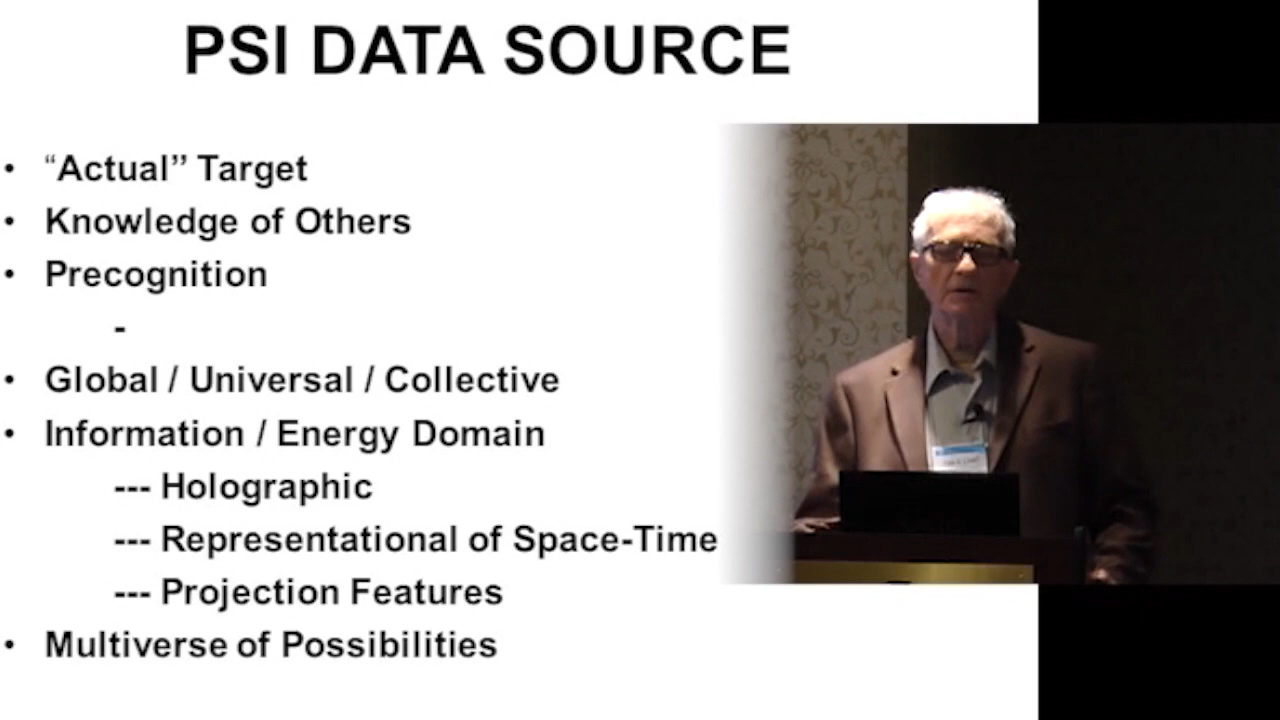 PSI DATA SOURCE
• “Actual” Target
• Knowledge of Others
• Precognition
-
• Global / Universal / Collective
• Information / Energy Domain
--- Holographic
--- Representational of Space-Time
--- Projection Features
• Multiverse of Possibilities